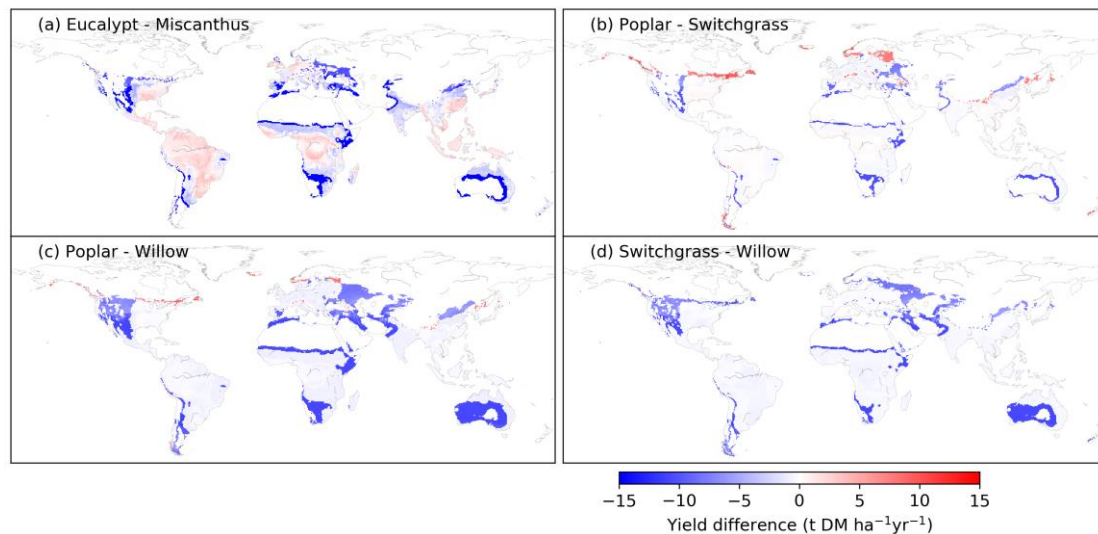 (a) Eucalypt - Miscanthus
(b) Poplar - Switchgrass
(c) Poplar - Willow
(d) Switchgrass - Willow
−15 −10 −5 0 5 10 15
Yield difference (t DM ha⁻¹yr⁻¹)